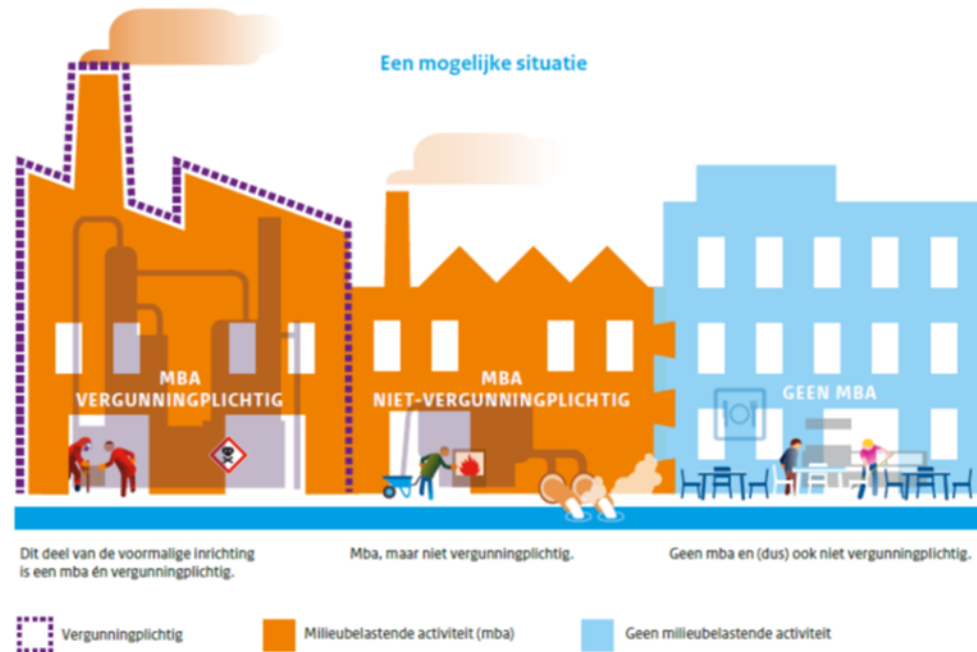 Een mogelijke situatie
MBA
VERGUNNINGPLICHTIG
MBA
NIET-VERGUNNINGPLICHTIG
GEEN MBA
Dit deel van de voormalige inrichting
is een mba én vergunningplichtig.
Mba, maar niet vergunningplichtig.
Geen mba en (dus) ook niet vergunningplichtig.
Vergunningplichtig
Milieubelastende activiteit (mba)
Geen milieubelastende activiteit